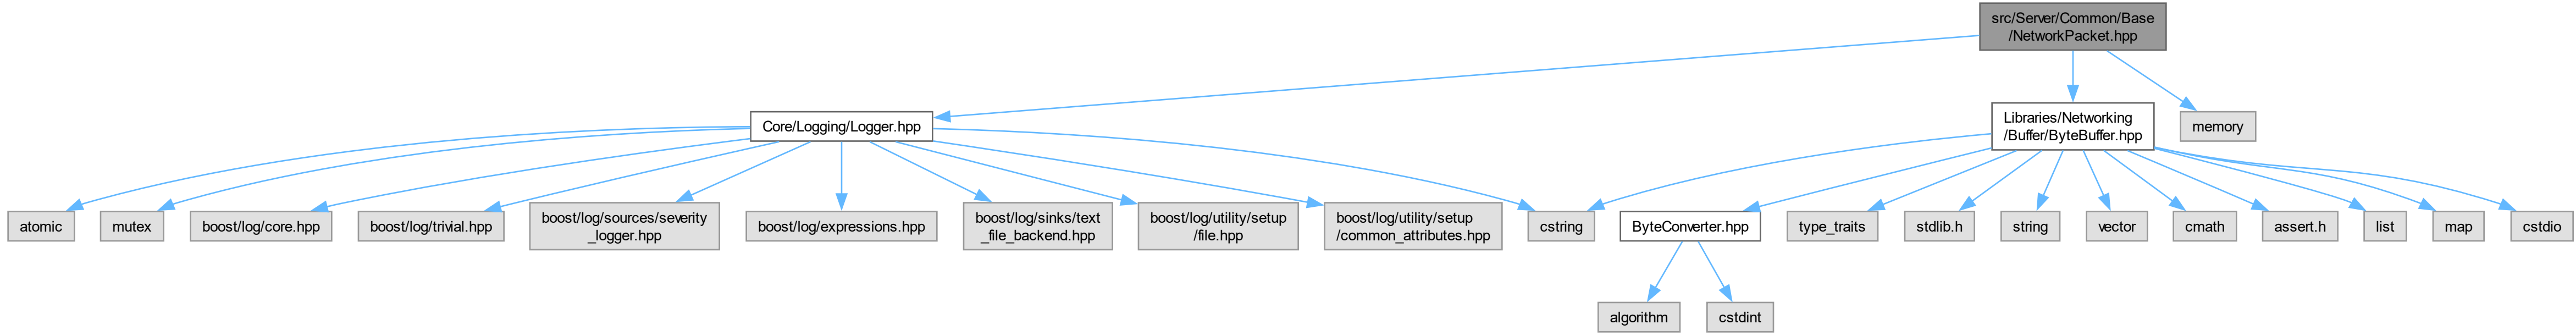 src/Server/Common/Base
/NetworkPacket.hpp
Core/Logging/Logger.hpp
Libraries/Networking
/Buffer/ByteBuffer.hpp
memory
atomic
mutex
boost/log/core.hpp
boost/log/trivial.hpp
boost/log/sources/severity
_logger.hpp
boost/log/expressions.hpp
boost/log/sinks/text
_file_backend.hpp
boost/log/utility/setup
/file.hpp
boost/log/utility/setup
/common_attributes.hpp
cstring
ByteConverter.hpp
type_traits
stdlib.h
string
vector
cmath
assert.h
list
map
cstdio
algorithm
cstdint